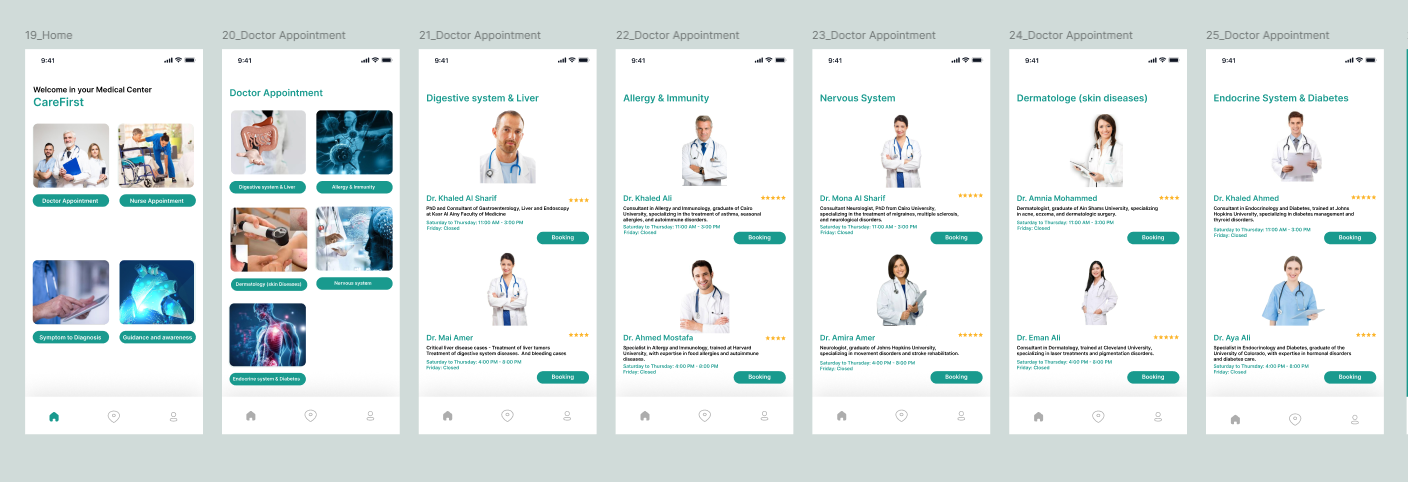 19_Home
9:41
Welcome in your Medical Center
CareFirst
Doctor Appointment
Nurse Appointment
Symptom to Diagnosis
Guidance and awareness
20_Doctor Appointment
9:41
Doctor Appointment
Digestive system & Liver
Allergy & Immunity
Dermatology (skin Diseases)
Nervous system
Endocrine system & Diabetes
21_Doctor Appointment
9:41
Digestive system & Liver
Dr. Khaled Al Sharif
PhD and Consultant of Gastroenterology, Liver and Endoscopy
at Kasr Al Ainy Faculty of Medicine
Saturday to Thursday: 11:00 AM - 3:00 PM
Friday: Closed
Booking
Dr. Mai Amer
Critical liver disease cases - Treatment of liver tumors
Treatment of digestive system diseases. And bleeding cases
Saturday to Thursday: 4:00 PM - 8:00 PM
Friday: Closed
Booking
22_Doctor Appointment
9:41
Allergy & Immunity
Dr. Khaled Ali
Consultant in Allergy and Immunology, graduate of Cairo
University, specializing in the treatment of asthma, seasonal
allergies, and autoimmune disorders.
Saturday to Thursday: 11:00 AM - 3:00 PM
Friday: Closed
Booking
Dr. Ahmed Mostafa
Specialist in Allergy and Immunology, trained at Harvard
University, with expertise in food allergies and autoimmune
diseases.
Saturday to Thursday: 4:00 PM - 8:00 PM
Friday: Closed
Booking
23_Doctor Appointment
9:41
Nervous System
Dr. Mona Al Sharif
Consultant Neurologist, PhD from Cairo University,
specializing in the treatment of migraines, multiple sclerosis,
and neurological disorders.
Saturday to Thursday: 11:00 AM - 3:00 PM
Friday: Closed
Booking
Dr. Amira Amer
Neurologist, graduate of Johns Hopkins University,
specializing in movement disorders and stroke rehabilitation.
Saturday to Thursday: 4:00 PM - 8:00 PM
Friday: Closed
Booking
24_Doctor Appointment
9:41
Dermatologe (skin diseases)
Dr. Amnia Mohammed
Dermatologist, graduate of Ain Shams University, specializing
in acne, eczema, and dermatologic surgery.
Saturday to Thursday: 11:00 AM - 3:00 PM
Friday: Closed
Booking
Dr. Eman Ali
Consultant in Dermatology, trained at Cleveland University,
specializing in laser treatments and pigmentation disorders.
Saturday to Thursday: 4:00 PM - 8:00 PM
Friday: Closed
Booking
25_Doctor Appointment
9:41
Endocrine System & Diabetes
Dr. Khaled Ahmed
Consultant in Endocrinology and Diabetes, trained at Johns
Hopkins University, specializing in diabetes management and
thyroid disorders.
Saturday to Thursday: 11:00 AM - 3:00 PM
Friday: Closed
Booking
Dr. Aya Ali
Specialist in Endocrinology and Diabetes, graduate of the
University of Colorado, with expertise in hormonal disorders
and diabetes care.
Saturday to Thursday: 4:00 PM - 8:00 PM
Friday: Closed
Booking